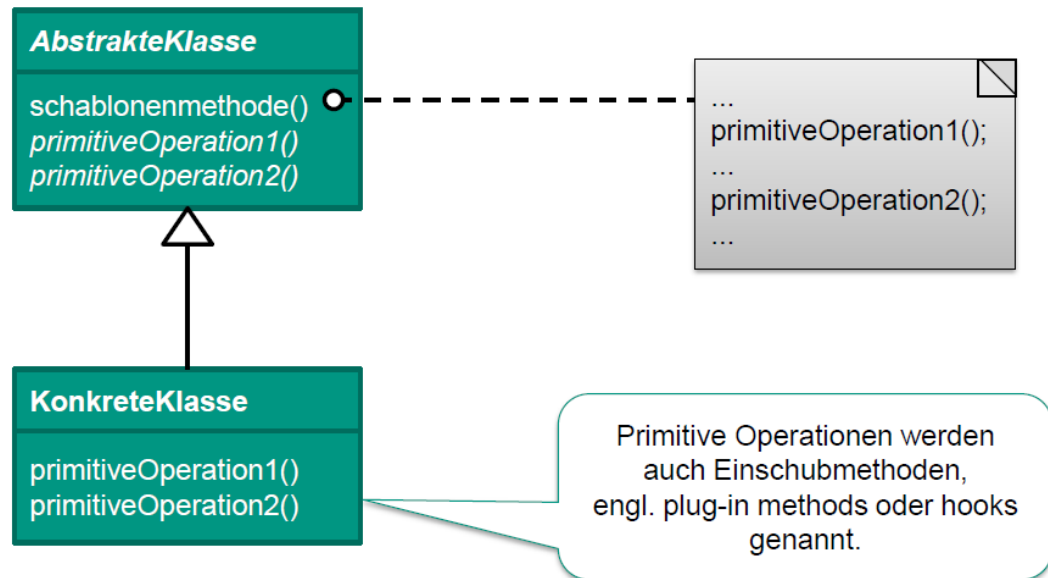 AbstrakteKlasse
schablonenmethode()
primitiveOperation1()
primitiveOperation2()
...
primitiveOperation1();
...
primitiveOperation2();
...
KonkreteKlasse
primitiveOperation1()
primitiveOperation2()
Primitive Operationen werden
auch Einschubmethoden,
engl. plug-in methods oder hooks
genannt.